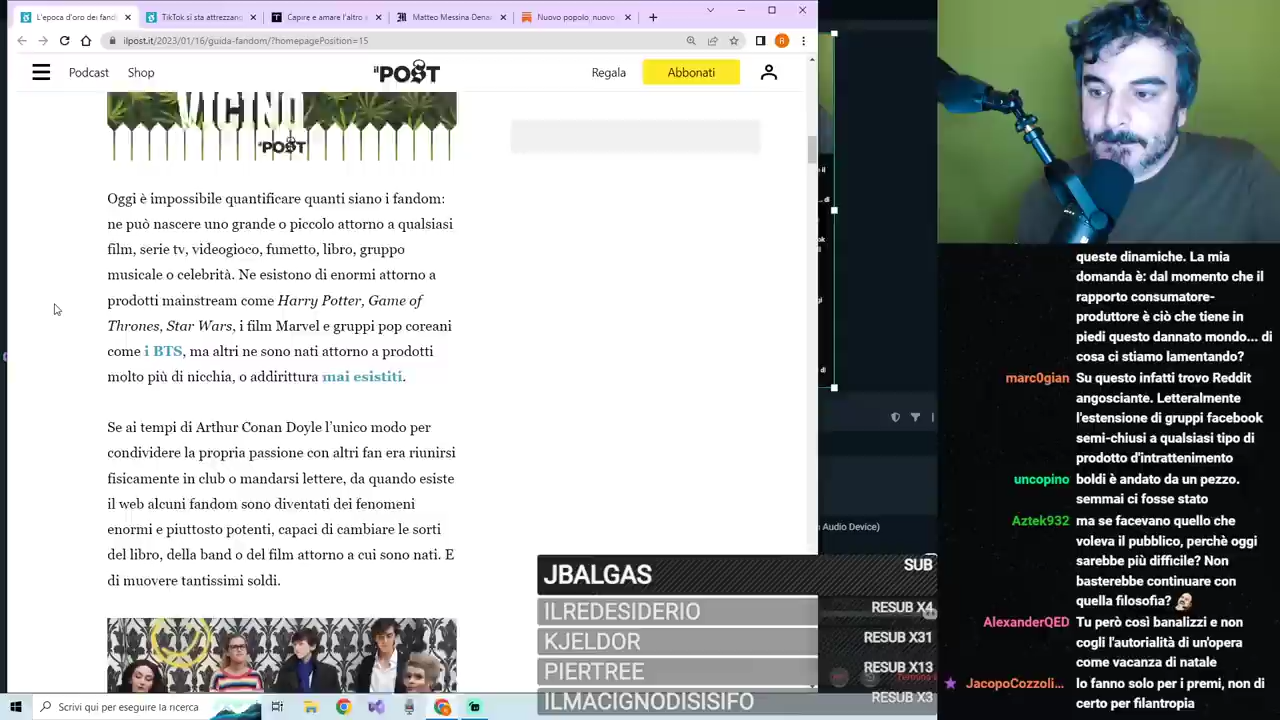 L'epoca d'oro dei fand
TikTok si sta attrezzand
Capire e amare l'altro e
Matteo Messina Dena
Nuovo popolo, nuovo
ilpost.it/2023/01/16/guida-fandom/?homepagePosition=15
Podcast
Shop
il POST
Regala
Abbonati
VICINO
il POST
Oggi è impossibile quantificare quanti siano i fandom:
ne può nascere uno grande o piccolo attorno a qualsiasi
film, serie tv, videogioco, fumetto, libro, gruppo
musicale o celebrità. Ne esistono di enormi attorno a
prodotti mainstream come Harry Potter, Game of
Thrones, Star Wars, i film Marvel e gruppi pop coreani
come i BTS, ma altri ne sono nati attorno a prodotti
molto più di nicchia, o addirittura mai esistiti.
Se ai tempi di Arthur Conan Doyle l'unico modo per
condividere la propria passione con altri fan era riunirsi
fisicamente in club o mandarsi lettere, da quando esiste
il web alcuni fandom sono diventati dei fenomeni
enormi e piuttosto potenti, capaci di cambiare le sorti
del libro, della band o del film attorno a cui sono nati. E
di muovere tantissimi soldi.
Audio Device)
JBALGAS SUB
ILREDESIDERIO RESUB X4
KJELDOR RESUB X31
PIERTREE RESUB X13
ILMACIGNODISISIFO RESUB X3
Scrivi qui per eseguire la ricerca
queste dinamiche. La mia
domanda è: dal momento che il
rapporto consumatore-
produttore è ciò che tiene in
piedi questo dannato mondo... di
cosa ci stiamo lamentando?
marc0gian Su questo infatti trovo Reddit
angosciante. Letteralmente
l'estensione di gruppi facebook
semi-chiusi a qualsiasi tipo di
prodotto d'intrattenimento
uncopino boldi è andato da un pezzo.
semmai ci fosse stato
Aztek932 ma se facevano quello che
voleva il pubblico, perchè oggi
sarebbe più difficile? Non
basterebbe continuare con
quella filosofia?
AlexanderQED Tu però così banalizzi e non
cogli l'autorialità di un'opera
come vacanza di natale
JacopoCozzoli... Io fanno solo per i premi, non di
certo per filantropia